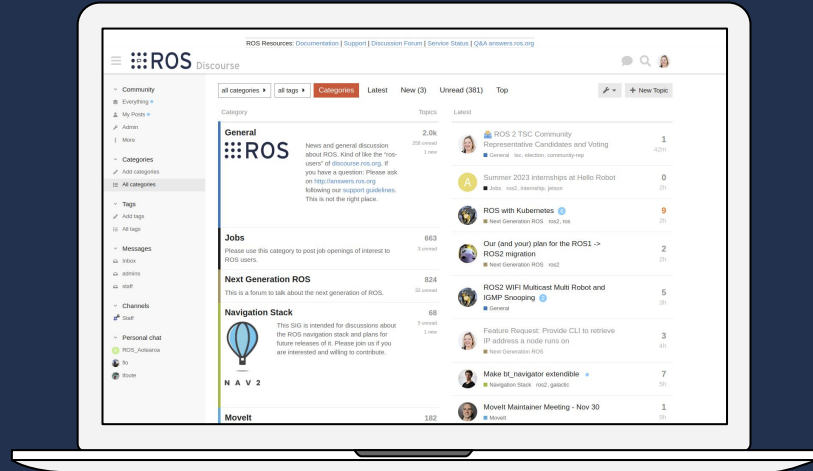 ROS Resources: Documentation | Support | Discussion Forum | Service Status | Q&A answers.ros.org
ROS Discourse
Community
Everything
My Posts
Admin
More
Categories
Add categories
All categories
Tags
Add tags
All tags
Messages
Inbox
admins
staff
Channels
Staff
Personal chat
ROS_Aotearoa
tfoote
all categories
all tags
Categories
Latest
New (3)
Unread (381)
Top
+ New Topic
Category
Topics
General
2.0k
258 unread
1 new
ROS
News and general discussion
about ROS. Kind of like the "ros-
users" of discourse.ros.org. If
you have a question: Please ask
on http://answers.ros.org
following our support guidelines.
This is not the right place.
Jobs
663
3 unread
Please use this category to post job openings of interest to
ROS users.
Next Generation ROS
824
32 unread
This is a forum to talk about the next generation of ROS.
Navigation Stack
68
5 unread
1 new
This SIG is intended for discussions about
the ROS navigation stack and plans for
future releases of it. Please join us if you
are interested and willing to contribute.
NAV2
MoveIt
182
Latest
ROS 2 TSC Community
Representative Candidates and Voting
General tsc, election, community-rep
1
42m
A
Summer 2023 internships at Hello Robot
Jobs ros2, internship, jetson
0
2h
ROS with Kubernetes 2
Next Generation ROS ros2, ros
9
2h
Our (and your) plan for the ROS1 ->
ROS2 migration
Next Generation ROS ros2
2
2h
ROS2 WIFI Multicast Multi Robot and
IGMP Snooping 2
General
5
3h
Feature Request: Provide CLI to retrieve
IP address a node runs on
Next Generation ROS
3
4h
Make bt_navigator extendible
Navigation Stack ros2, galactic
7
5h
MoveIt Maintainer Meeting - Nov 30
MoveIt
1
5h